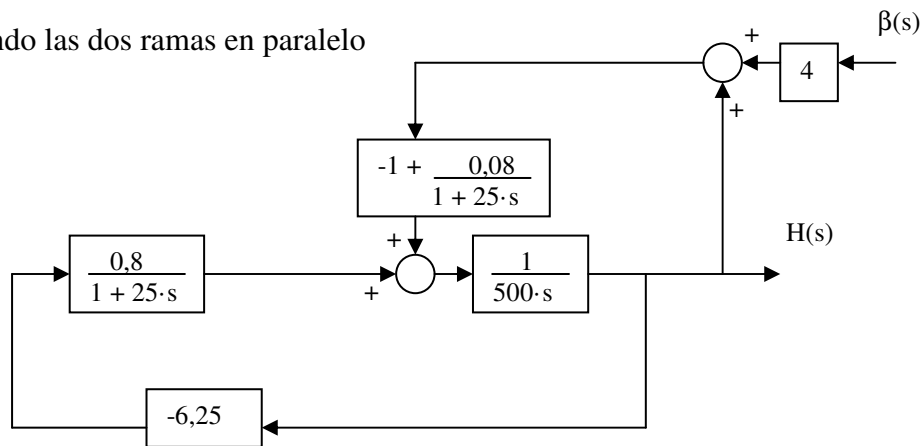 ndo las dos ramas en paralelo
β(s)
+
4
+
-1 + 0,08
1 + 25·s
H(s)
+
0,8
1 + 25·s
+
1
500·s
-6,25